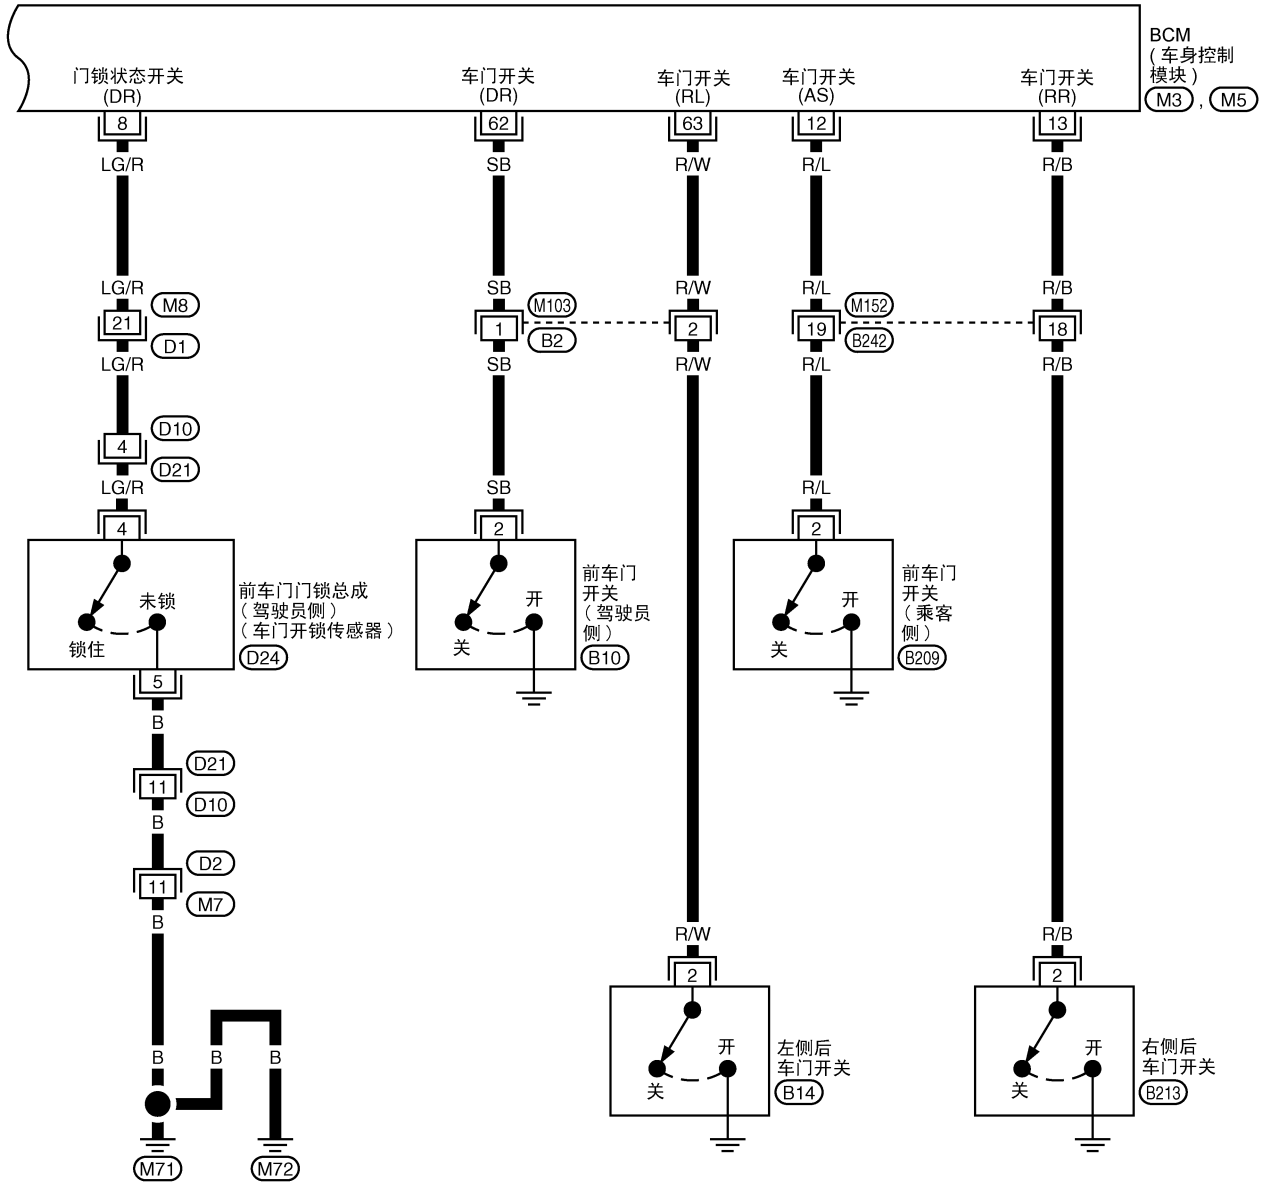 BCM
(车身控制
模块)
M3 , M5
门锁状态开关
(DR)
车门开关
(DR)
车门开关
(RL)
车门开关
(AS)
车门开关
(RR)
8 62 63 12 13
LG/R SB R/W R/L R/B
LG/R SB R/W R/L R/B
M8 M103 M152
21 1 2 19 18
D1 B2 B242
LG/R SB R/W R/L R/B
D10
4
D21
LG/R SB R/L
4 2 2
未锁
锁住
前车门门锁总成
(驾驶员侧)
(车门开锁传感器)
D24
开
关
前车门
开关
(驾驶员
侧)
B10
开
关
前车门
开关
(乘客
侧)
B209
5
B
D21
11
D10
B
D2
11
M7
B
R/W R/B
2 2
开
关
左侧后
车门开关
B14
开
关
右侧后
车门开关
B213
B B B
M71 M72